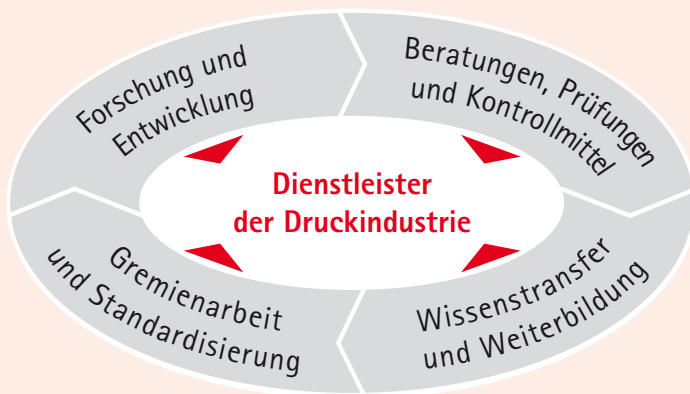 Forschung und
Entwicklung
Beratungen, Prüfungen
und Kontrollmittel
Dienstleister
der Druckindustrie
Gremienarbeit
und Standardisierung
Wissenstransfer
und Weiterbildung